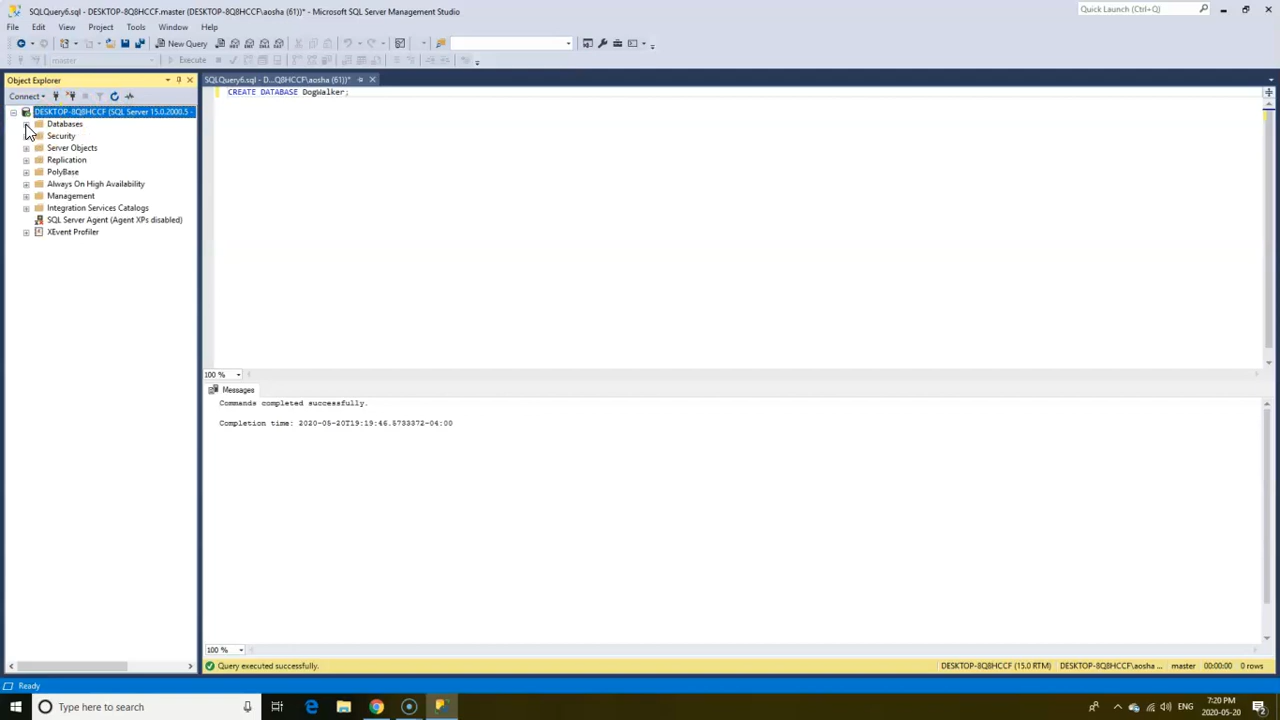 SQLQuery6.sql - DESKTOP-8Q8HCCF.master (DESKTOP-8Q8HCCF\aosha (61))* - Microsoft SQL Server Management Studio
Quick Launch (Ctrl+Q)
File Edit View Project Tools Window Help
New Query
master
Execute
Object Explorer
SQLQuery6.sql - D...Q8HCCF\aosha (61))*
Connect
CREATE DATABASE DogWalker;
DESKTOP-8Q8HCCF (SQL Server 15.0.2000.5 -
Databases
Security
Server Objects
Replication
PolyBase
Always On High Availability
Management
Integration Services Catalogs
SQL Server Agent (Agent XPs disabled)
XEvent Profiler
100 %
Messages
Commands completed successfully.
Completion time: 2020-05-20T19:19:46.5733372-04:00
100 %
Query executed successfully.
DESKTOP-8Q8HCCF (15.0 RTM) DESKTOP-8Q8HCCF\aosha ... master 00:00:00 0 rows
Ready
Type here to search
ENG
7:20 PM
2020-05-20
2